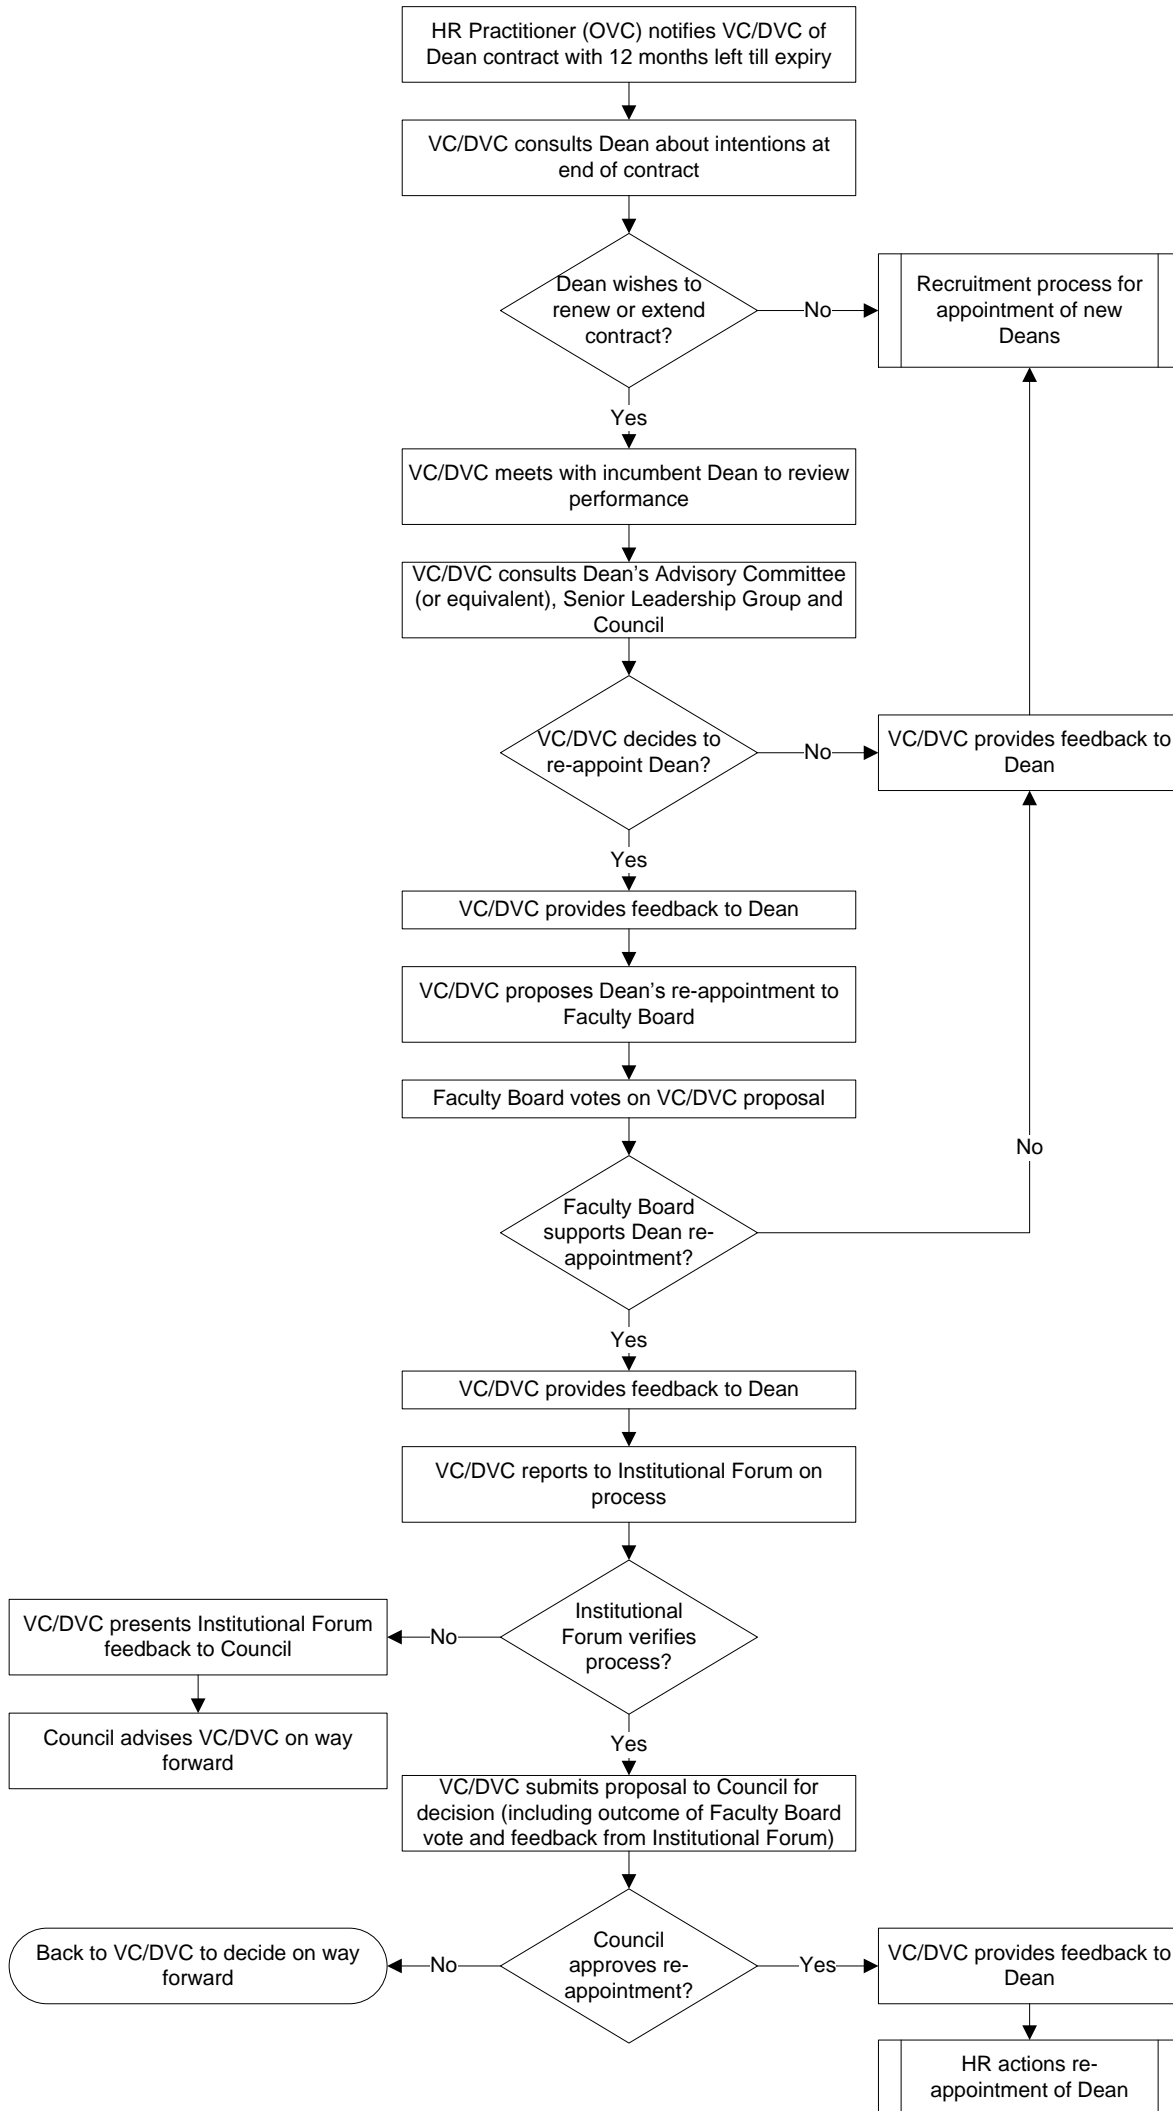 HR Practitioner (OVC) notifies VC/DVC of
Dean contract with 12 months left till expiry
VC/DVC consults Dean about intentions at
end of contract
Dean wishes to
renew or extend
contract?
No
Recruitment process for
appointment of new
Deans
Yes
VC/DVC meets with incumbent Dean to review
performance
VC/DVC consults Dean’s Advisory Committee
(or equivalent), Senior Leadership Group and
Council
VC/DVC decides to
re-appoint Dean?
No
VC/DVC provides feedback to
Dean
Yes
VC/DVC provides feedback to Dean
VC/DVC proposes Dean’s re-appointment to
Faculty Board
Faculty Board votes on VC/DVC proposal
No
Faculty Board
supports Dean re-
appointment?
Yes
VC/DVC provides feedback to Dean
VC/DVC reports to Institutional Forum on
process
Institutional
Forum verifies
process?
No
VC/DVC presents Institutional Forum
feedback to Council
Council advises VC/DVC on way
forward
Yes
VC/DVC submits proposal to Council for
decision (including outcome of Faculty Board
vote and feedback from Institutional Forum)
Council
approves re-
appointment?
No
Back to VC/DVC to decide on way
forward
Yes
VC/DVC provides feedback to
Dean
HR actions re-
appointment of Dean